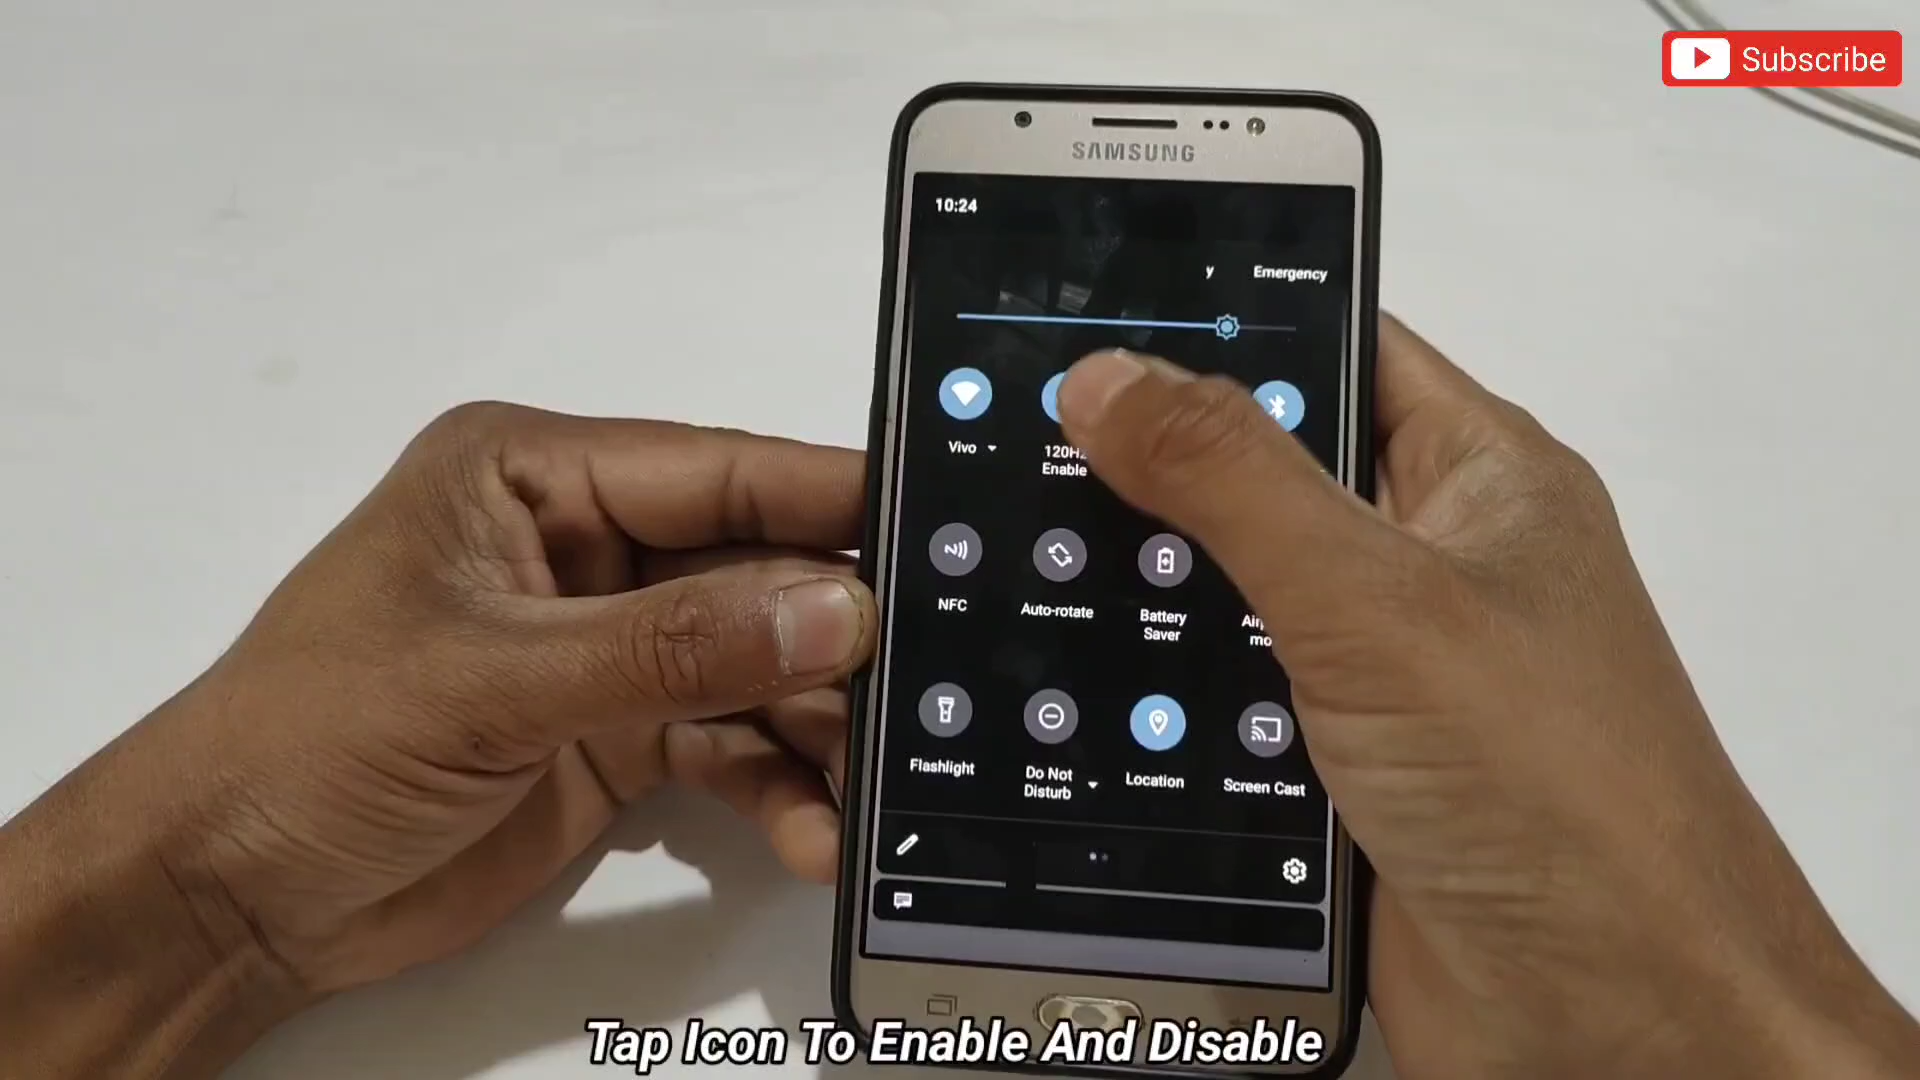 Subscribe
SAMSUNG
10:24
y Emergency
Vivo
120Hz
Enable
NFC
Auto-rotate
Battery
Saver
Flashlight
Do Not
Disturb
Location
Screen Cast
Tap Icon To Enable And Disable